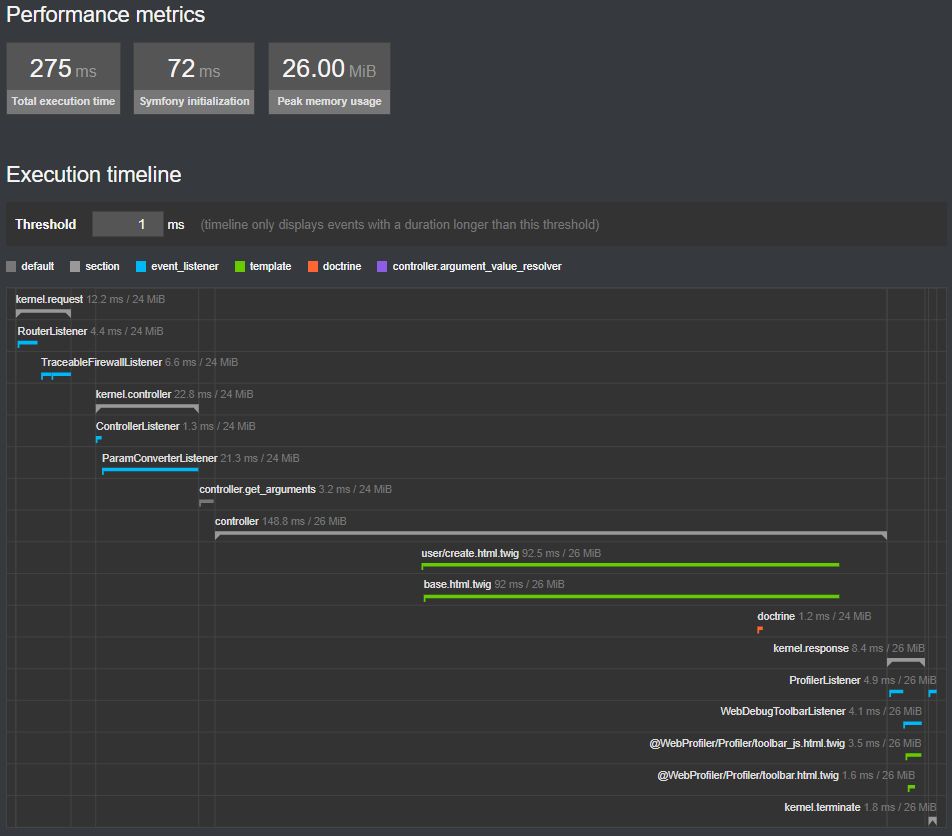 Performance metrics
275 ms
Total execution time
72 ms
Symfony initialization
26.00 MiB
Peak memory usage
Execution timeline
Threshold 1 ms (timeline only displays events with a duration longer than this threshold)
default section event_listener template doctrine controller.argument_value_resolver
kernel.request 12.2 ms / 24 MiB
RouterListener 4.4 ms / 24 MiB
TraceableFirewallListener 6.6 ms / 24 MiB
kernel.controller 22.8 ms / 24 MiB
ControllerListener 1.3 ms / 24 MiB
ParamConverterListener 21.3 ms / 24 MiB
controller.get_arguments 3.2 ms / 24 MiB
controller 148.8 ms / 26 MiB
user/create.html.twig 92.5 ms / 26 MiB
base.html.twig 92 ms / 26 MiB
doctrine 1.2 ms / 24 MiB
kernel.response 8.4 ms / 26 MiB
ProfilerListener 4.9 ms / 26 MiB
WebDebugToolbarListener 4.1 ms / 26 MiB
@WebProfiler/Profiler/toolbar_js.html.twig 3.5 ms / 26 MiB
@WebProfiler/Profiler/toolbar.html.twig 1.6 ms / 26 MiB
kernel.terminate 1.8 ms / 26 MiB